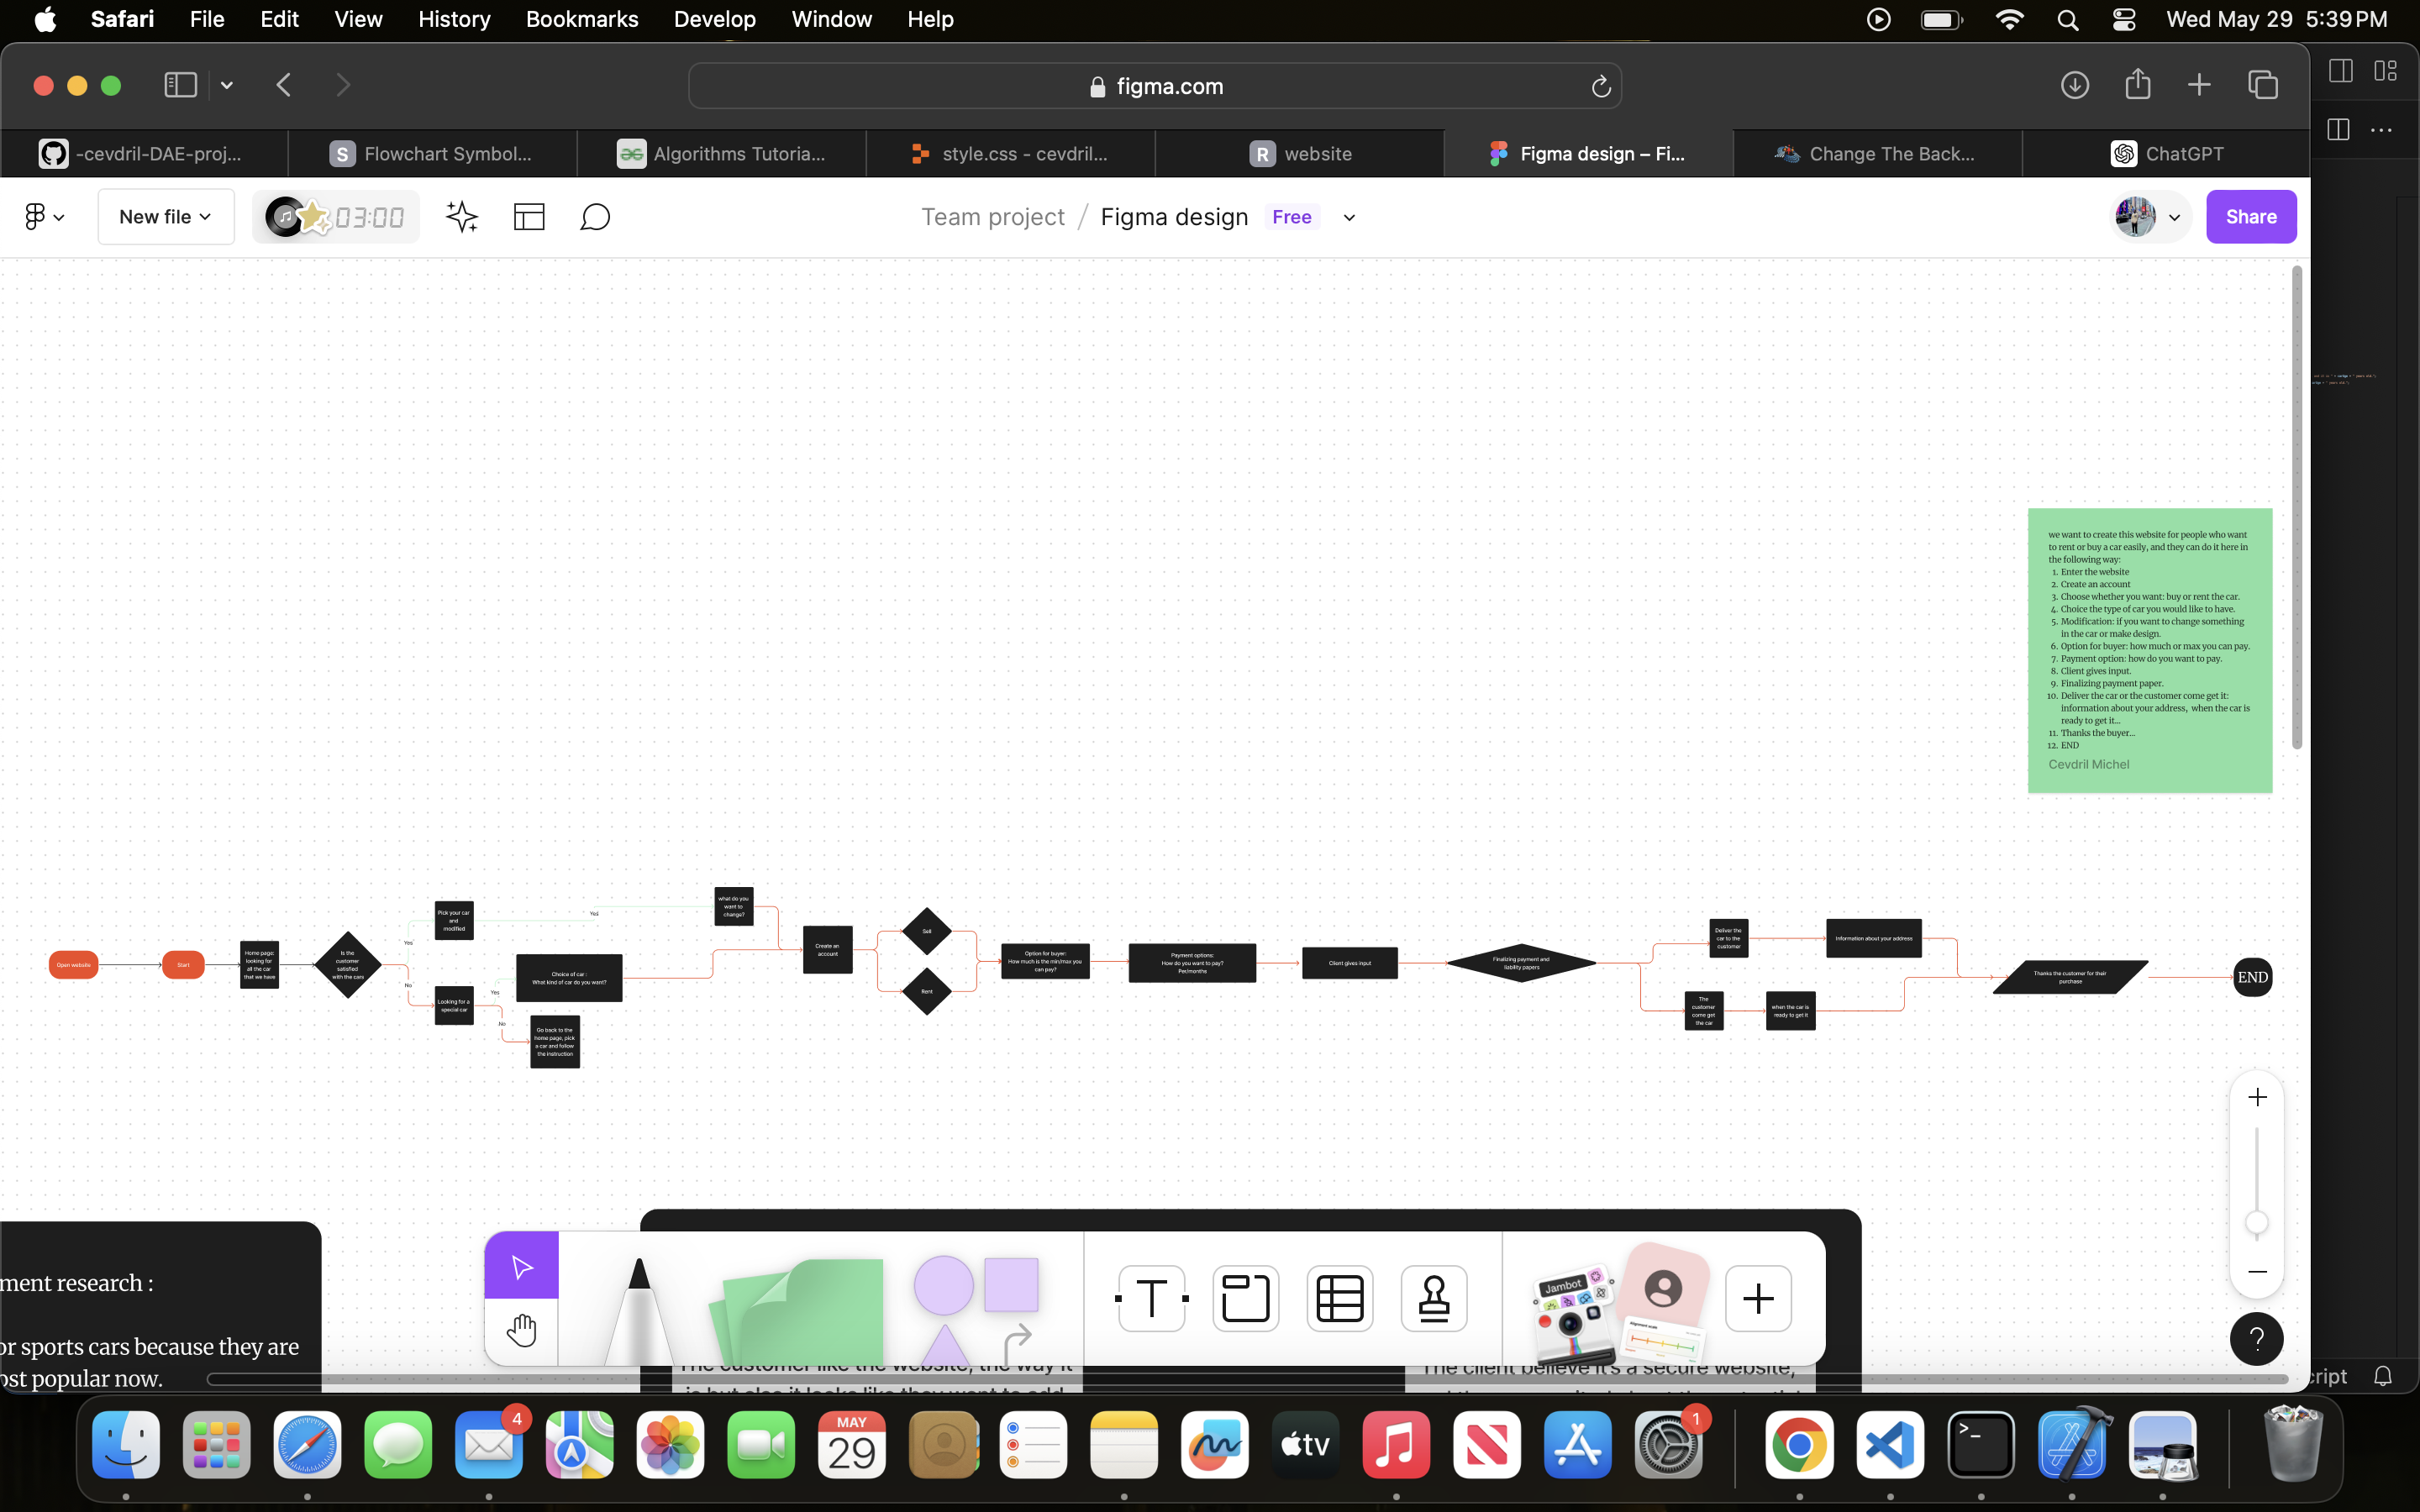 Safari File Edit View History Bookmarks Develop Window Help Wed May 29 5:39 PM
figma.com
-cevdril-DAE-proj... S Flowchart Symbol... Algorithms Tutoria... style.css - cevdril... R website Figma design – Fi... Change The Back... ChatGPT
New file 03:00 Team project / Figma design Free Share
we want to create this website for people who want
to rent or buy a car easily, and they can do it here in
the following way:
1. Enter the website
2. Create an account
3. Choose whether you want: buy or rent the car.
4. Choice the type of car you would like to have.
5. Modification: if you want to change something
in the car or make design.
6. Option for buyer: how much or max you can pay.
7. Payment option: how do you want to pay.
8. Client gives input.
9. Finalizing payment paper.
10. Deliver the car or the customer come get it:
information about your address, when the car is
ready to get it...
11. Thanks the buyer...
12. END
Cevdril Michel
Open website
Start
Home page:
looking for
all the car
that we have
Is the
customer
satisfied
with the cars
Yes
No
Pick your car
and
modified
Yes
what do you
want to
change?
Looking for a
special car
Yes
No
Choice of car :
What kind of car do you want?
Go back to the
home page, pick
a car and follow
the instruction
Create an
account
Sell
Rent
Option for buyer:
How much is the min/max you
can pay?
Payment options:
How do you want to pay?
Per/months
Client gives input
Finalizing payment and
liability papers
Deliver the
car to the
customer
Information about your address
The
customer
come get
the car
when the car is
ready to get it
Thanks the customer for their
purchase
END
ment research :
or sports cars because they are
ost popular now.
T
Jambot
The customer like the website, the way it
is but also it looks like they want to add
The client believe it's a secure website,
?
cript
4
MAY
29
tv
1